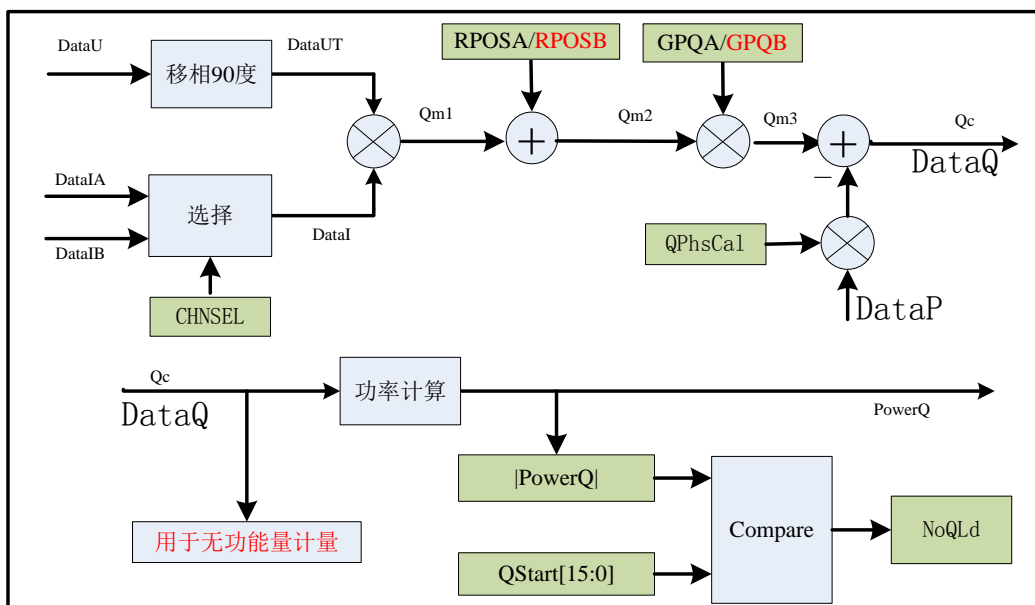 DataU
移相90度
DataUT
RPOSA/RPOSB
GPQA/GPQB
Qm1
Qm2
Qm3
Qc
DataQ
DataIA
选择
DataI
DataIB
CHNSEL
QPhsCal
DataP
Qc
DataQ
功率计算
PowerQ
|PowerQ|
用于无功能量计量
QStart[15:0]
Compare
NoQLd